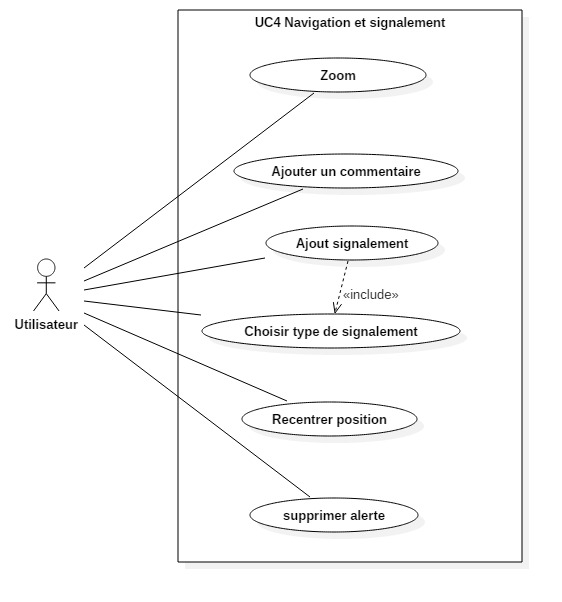 UC4 Navigation et signalement
Zoom
Ajouter un commentaire
Ajout signalement
«include»
Utilisateur
Choisir type de signalement
Recentrer position
supprimer alerte